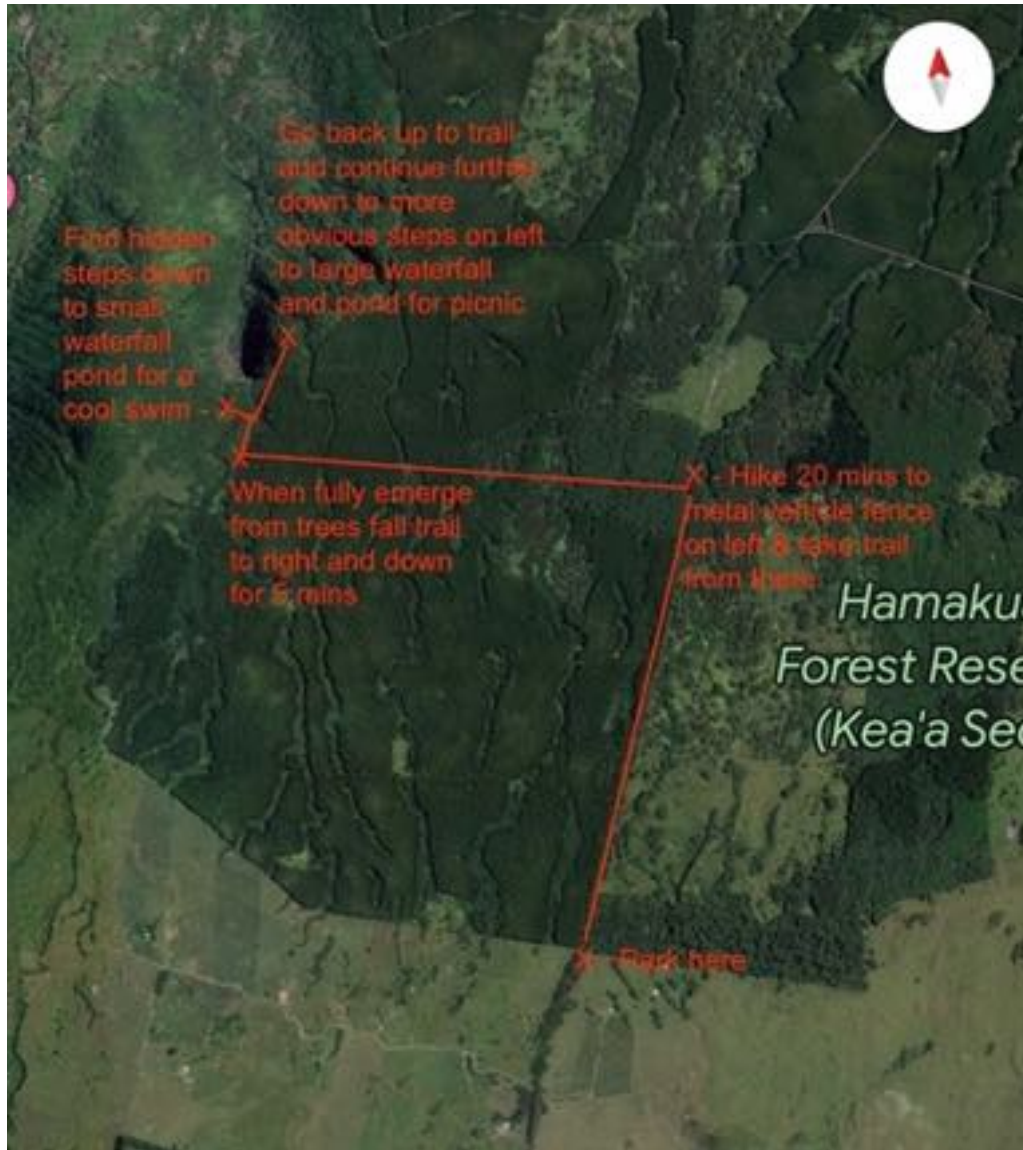 Go back up to trail
and continue further
down to more
obvious steps on left
to large waterfall
and pond for picnic
Find hidden
steps down
to small
waterfall
pond for a
cool swim - X
X
When fully emerge
from trees fall trail
to right and down
for 5 mins
X - Hike 20 mins to
metal vehicle fence
on left & take trail
from there
Hamaku
Forest Rese
(Kea'a Sec
X - Park here